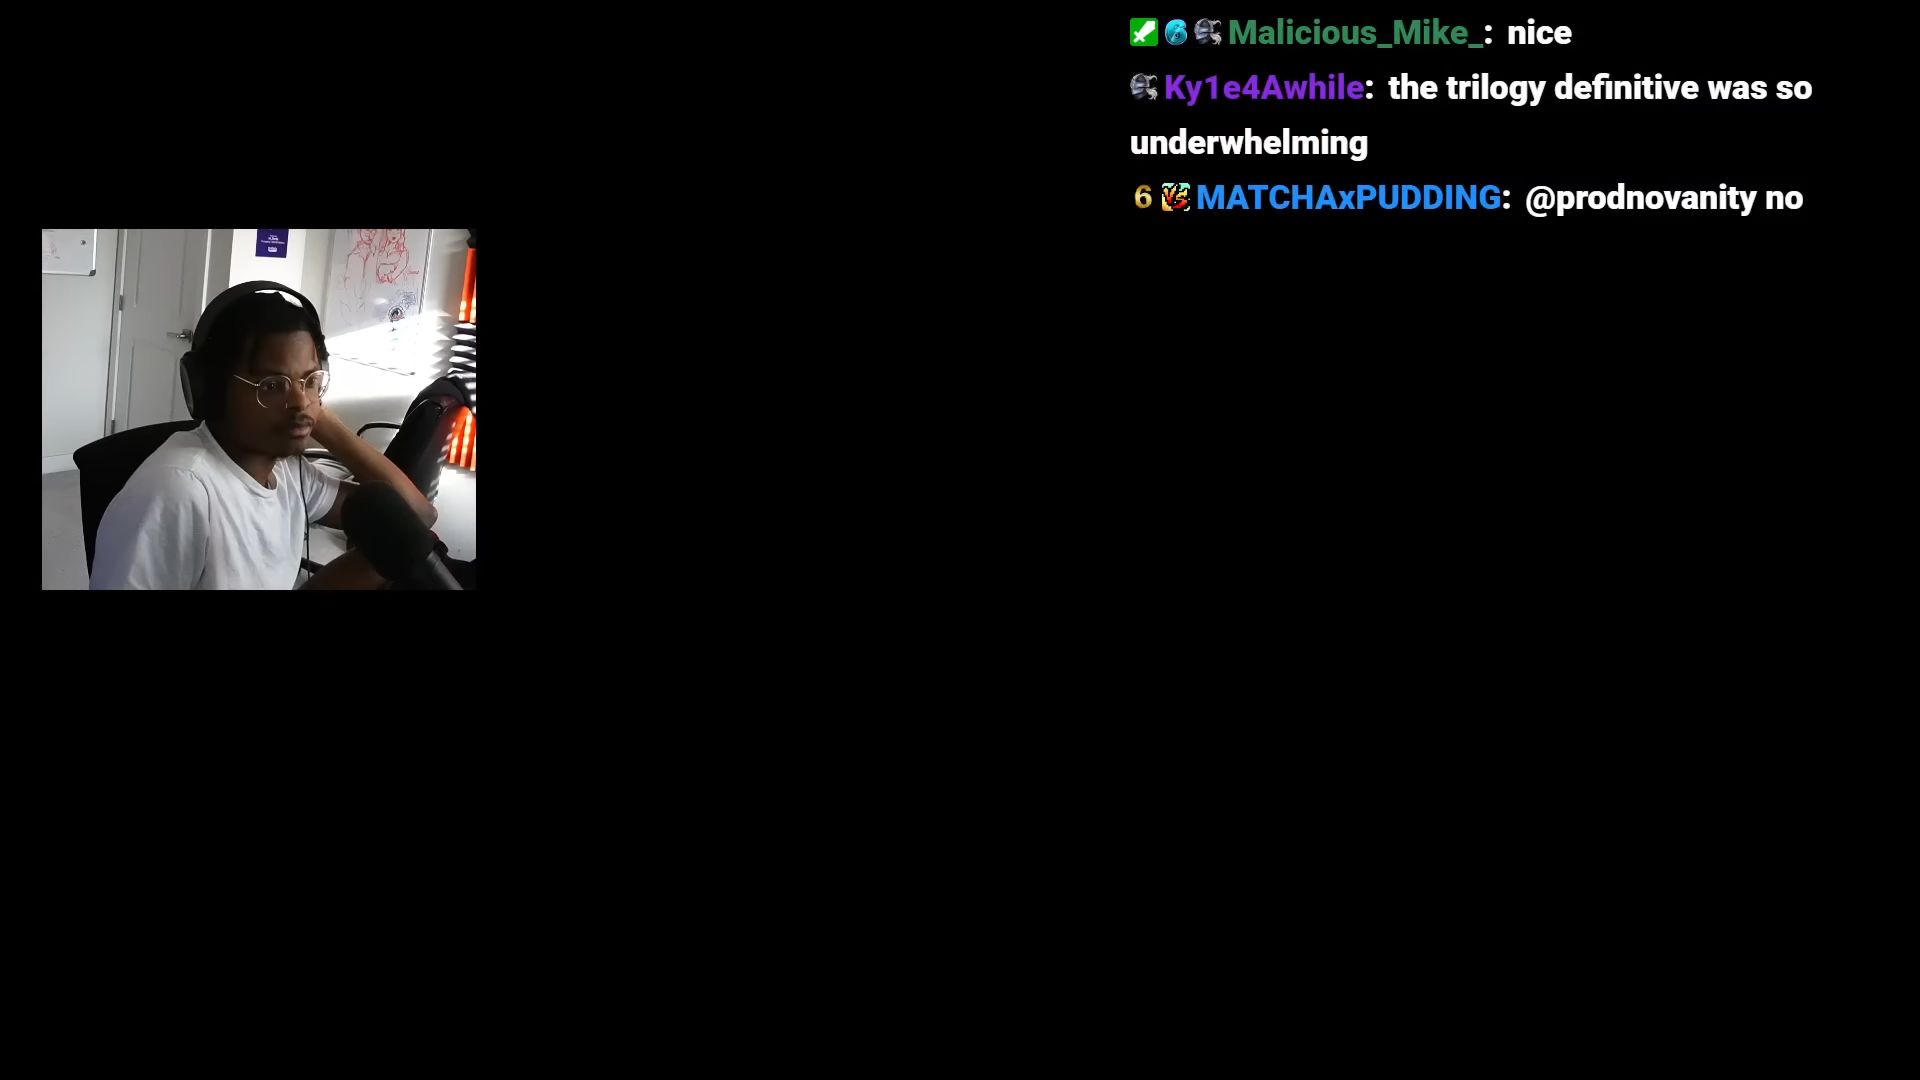 Malicious_Mike_: nice
Ky1e4Awhile: the trilogy definitive was so
underwhelming
6 MATCHAxPUDDING: @prodnovanity no